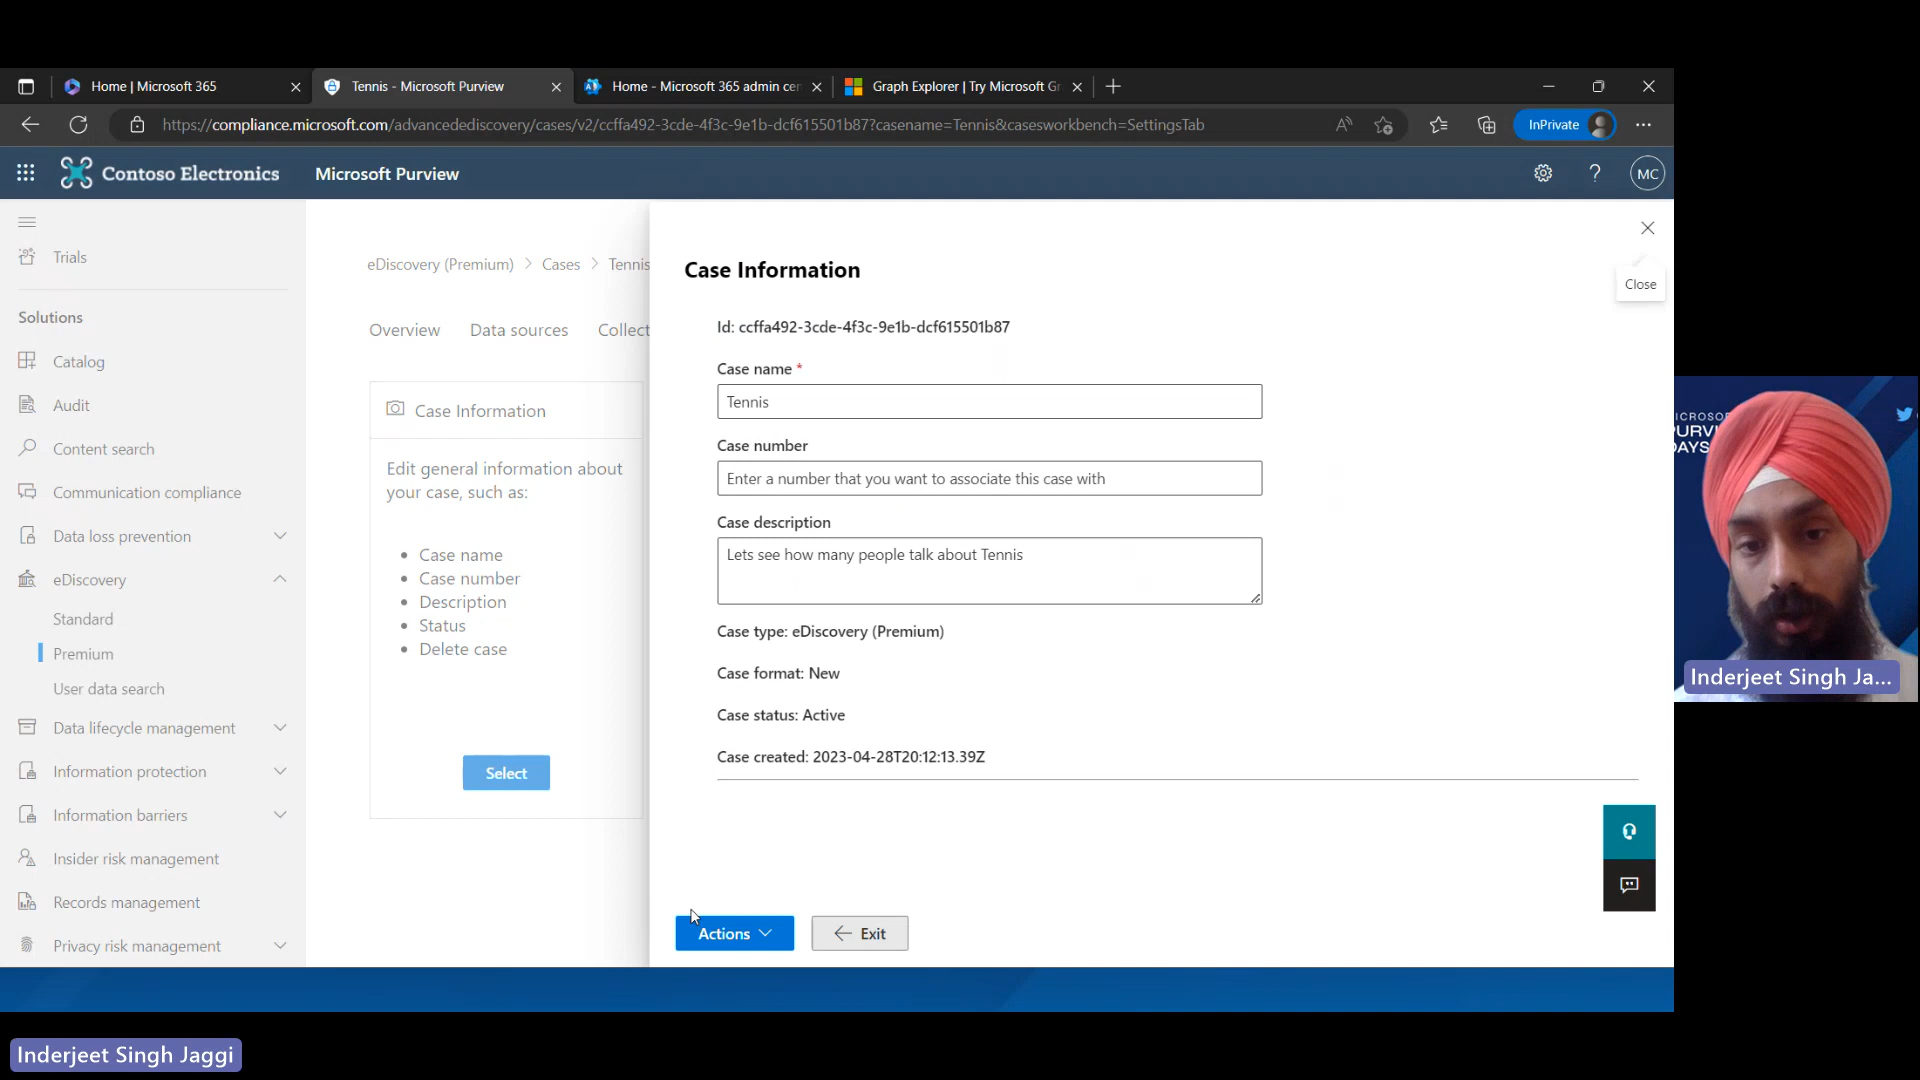 Home | Microsoft 365
Tennis - Microsoft Purview
Home - Microsoft 365 admin cen
Graph Explorer | Try Microsoft Gr
https://compliance.microsoft.com/advancedediscovery/cases/v2/ccffa492-3cde-4f3c-9e1b-dcf615501b87?casename=Tennis&casesworkbench=SettingsTab
InPrivate
Contoso Electronics
Microsoft Purview
MC
Trials
Solutions
Catalog
Audit
Content search
Communication compliance
Data loss prevention
eDiscovery
Standard
Premium
User data search
Data lifecycle management
Information protection
Information barriers
Insider risk management
Records management
Privacy risk management
eDiscovery (Premium) > Cases > Tennis
Overview Data sources Collect
Case Information
Edit general information about
your case, such as:
• Case name
• Case number
• Description
• Status
• Delete case
Select
Case Information
Close
Id: ccffa492-3cde-4f3c-9e1b-dcf615501b87
Case name *
Tennis
Case number
Enter a number that you want to associate this case with
Case description
Lets see how many people talk about Tennis
Case type: eDiscovery (Premium)
Case format: New
Case status: Active
Case created: 2023-04-28T20:12:13.39Z
Actions
Exit
ICROSOF
PURVI
DAYS
Inderjeet Singh Ja...
Inderjeet Singh Jaggi